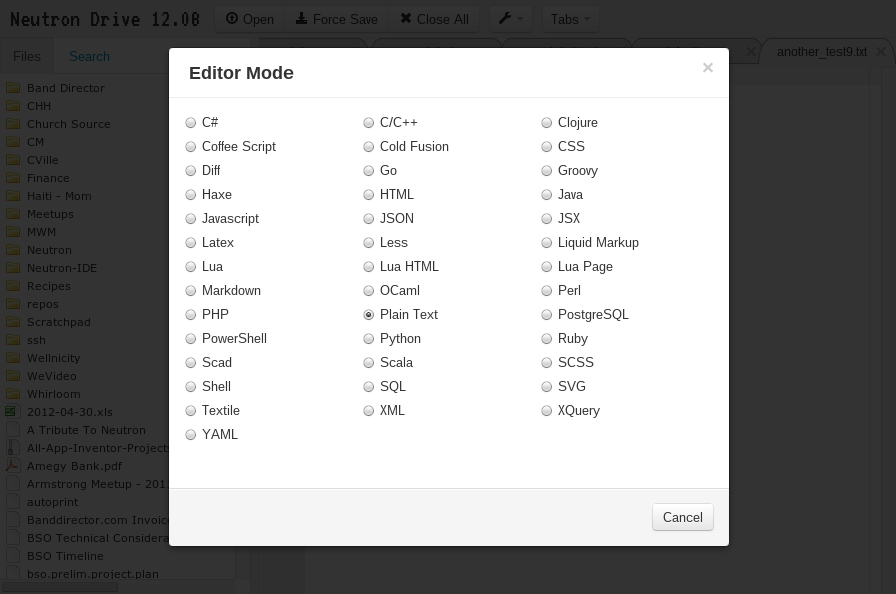 Neutron Drive 12.08 Open Force Save Close All Tabs
Files Search another_test9.txt
Editor Mode
C# C/C++ Clojure
Coffee Script Cold Fusion CSS
Diff Go Groovy
Haxe HTML Java
Javascript JSON JSX
Latex Less Liquid Markup
Lua Lua HTML Lua Page
Markdown OCaml Perl
PHP Plain Text PostgreSQL
PowerShell Python Ruby
Scad Scala SCSS
Shell SQL SVG
Textile XML XQuery
YAML
Cancel
Band Director
CHH
Church Source
CM
CVille
Finance
Haiti - Mom
Meetups
MWM
Neutron
Neutron-IDE
Recipes
repos
Scratchpad
ssh
Wellnicity
WeVideo
Whirloom
2012-04-30.xls
A Tribute To Neutron
All-App-Inventor-Projects
Amegy Bank.pdf
Armstrong Meetup - 201
autoprint
Banddirector.com Invoic
BSO Technical Considera
BSO Timeline
bso.prelim.project.plan